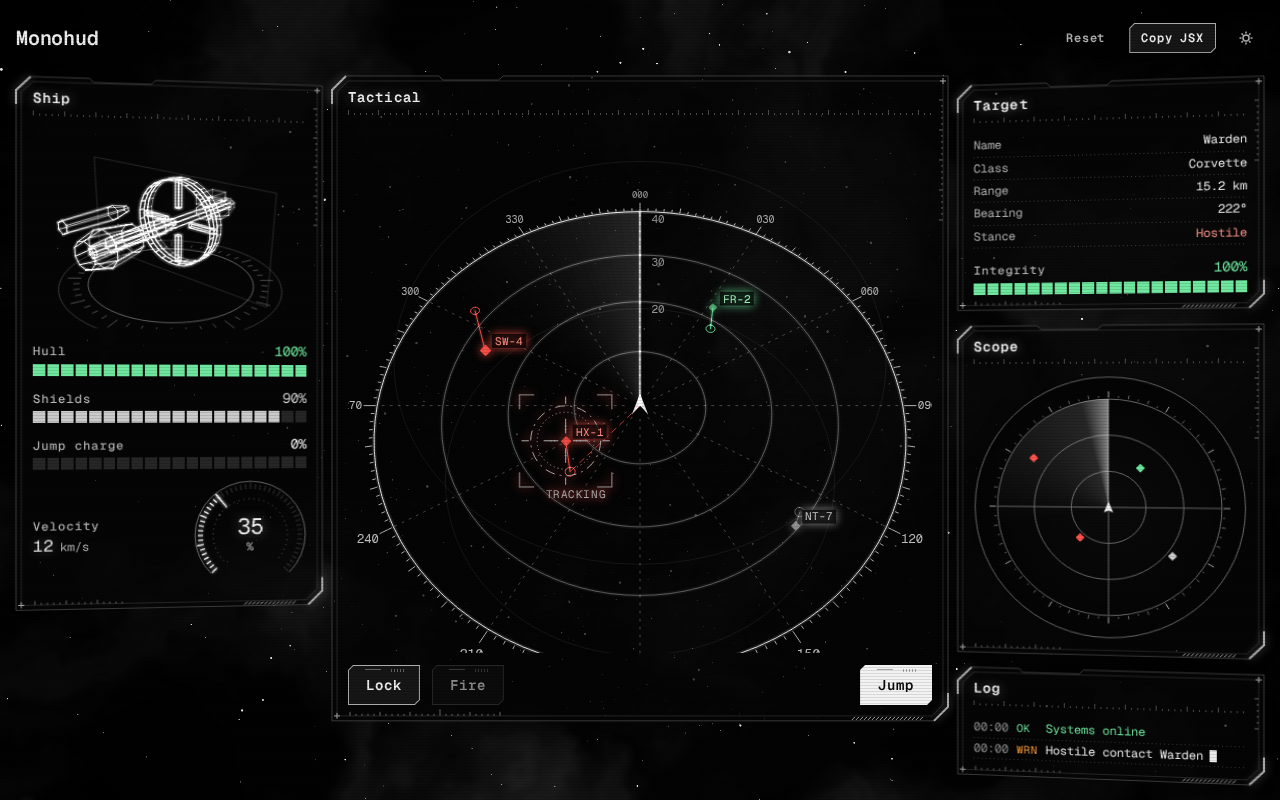 Monohud
Reset
Copy JSX
Ship
Hull 100%
Shields 90%
Jump charge 0%
Velocity
12 km/s
35
%
Tactical
000
330 40 030
30
300 060
20
FR-2
SW-4
70 09
HX-1
TRACKING
NT-7
240 120
210 150
Lock
Fire
Jump
Target
Name Warden
Class Corvette
Range 15.2 km
Bearing 222°
Stance Hostile
Integrity 100%
Scope
Log
00:00 OK Systems online
00:00 WRN Hostile contact Warden